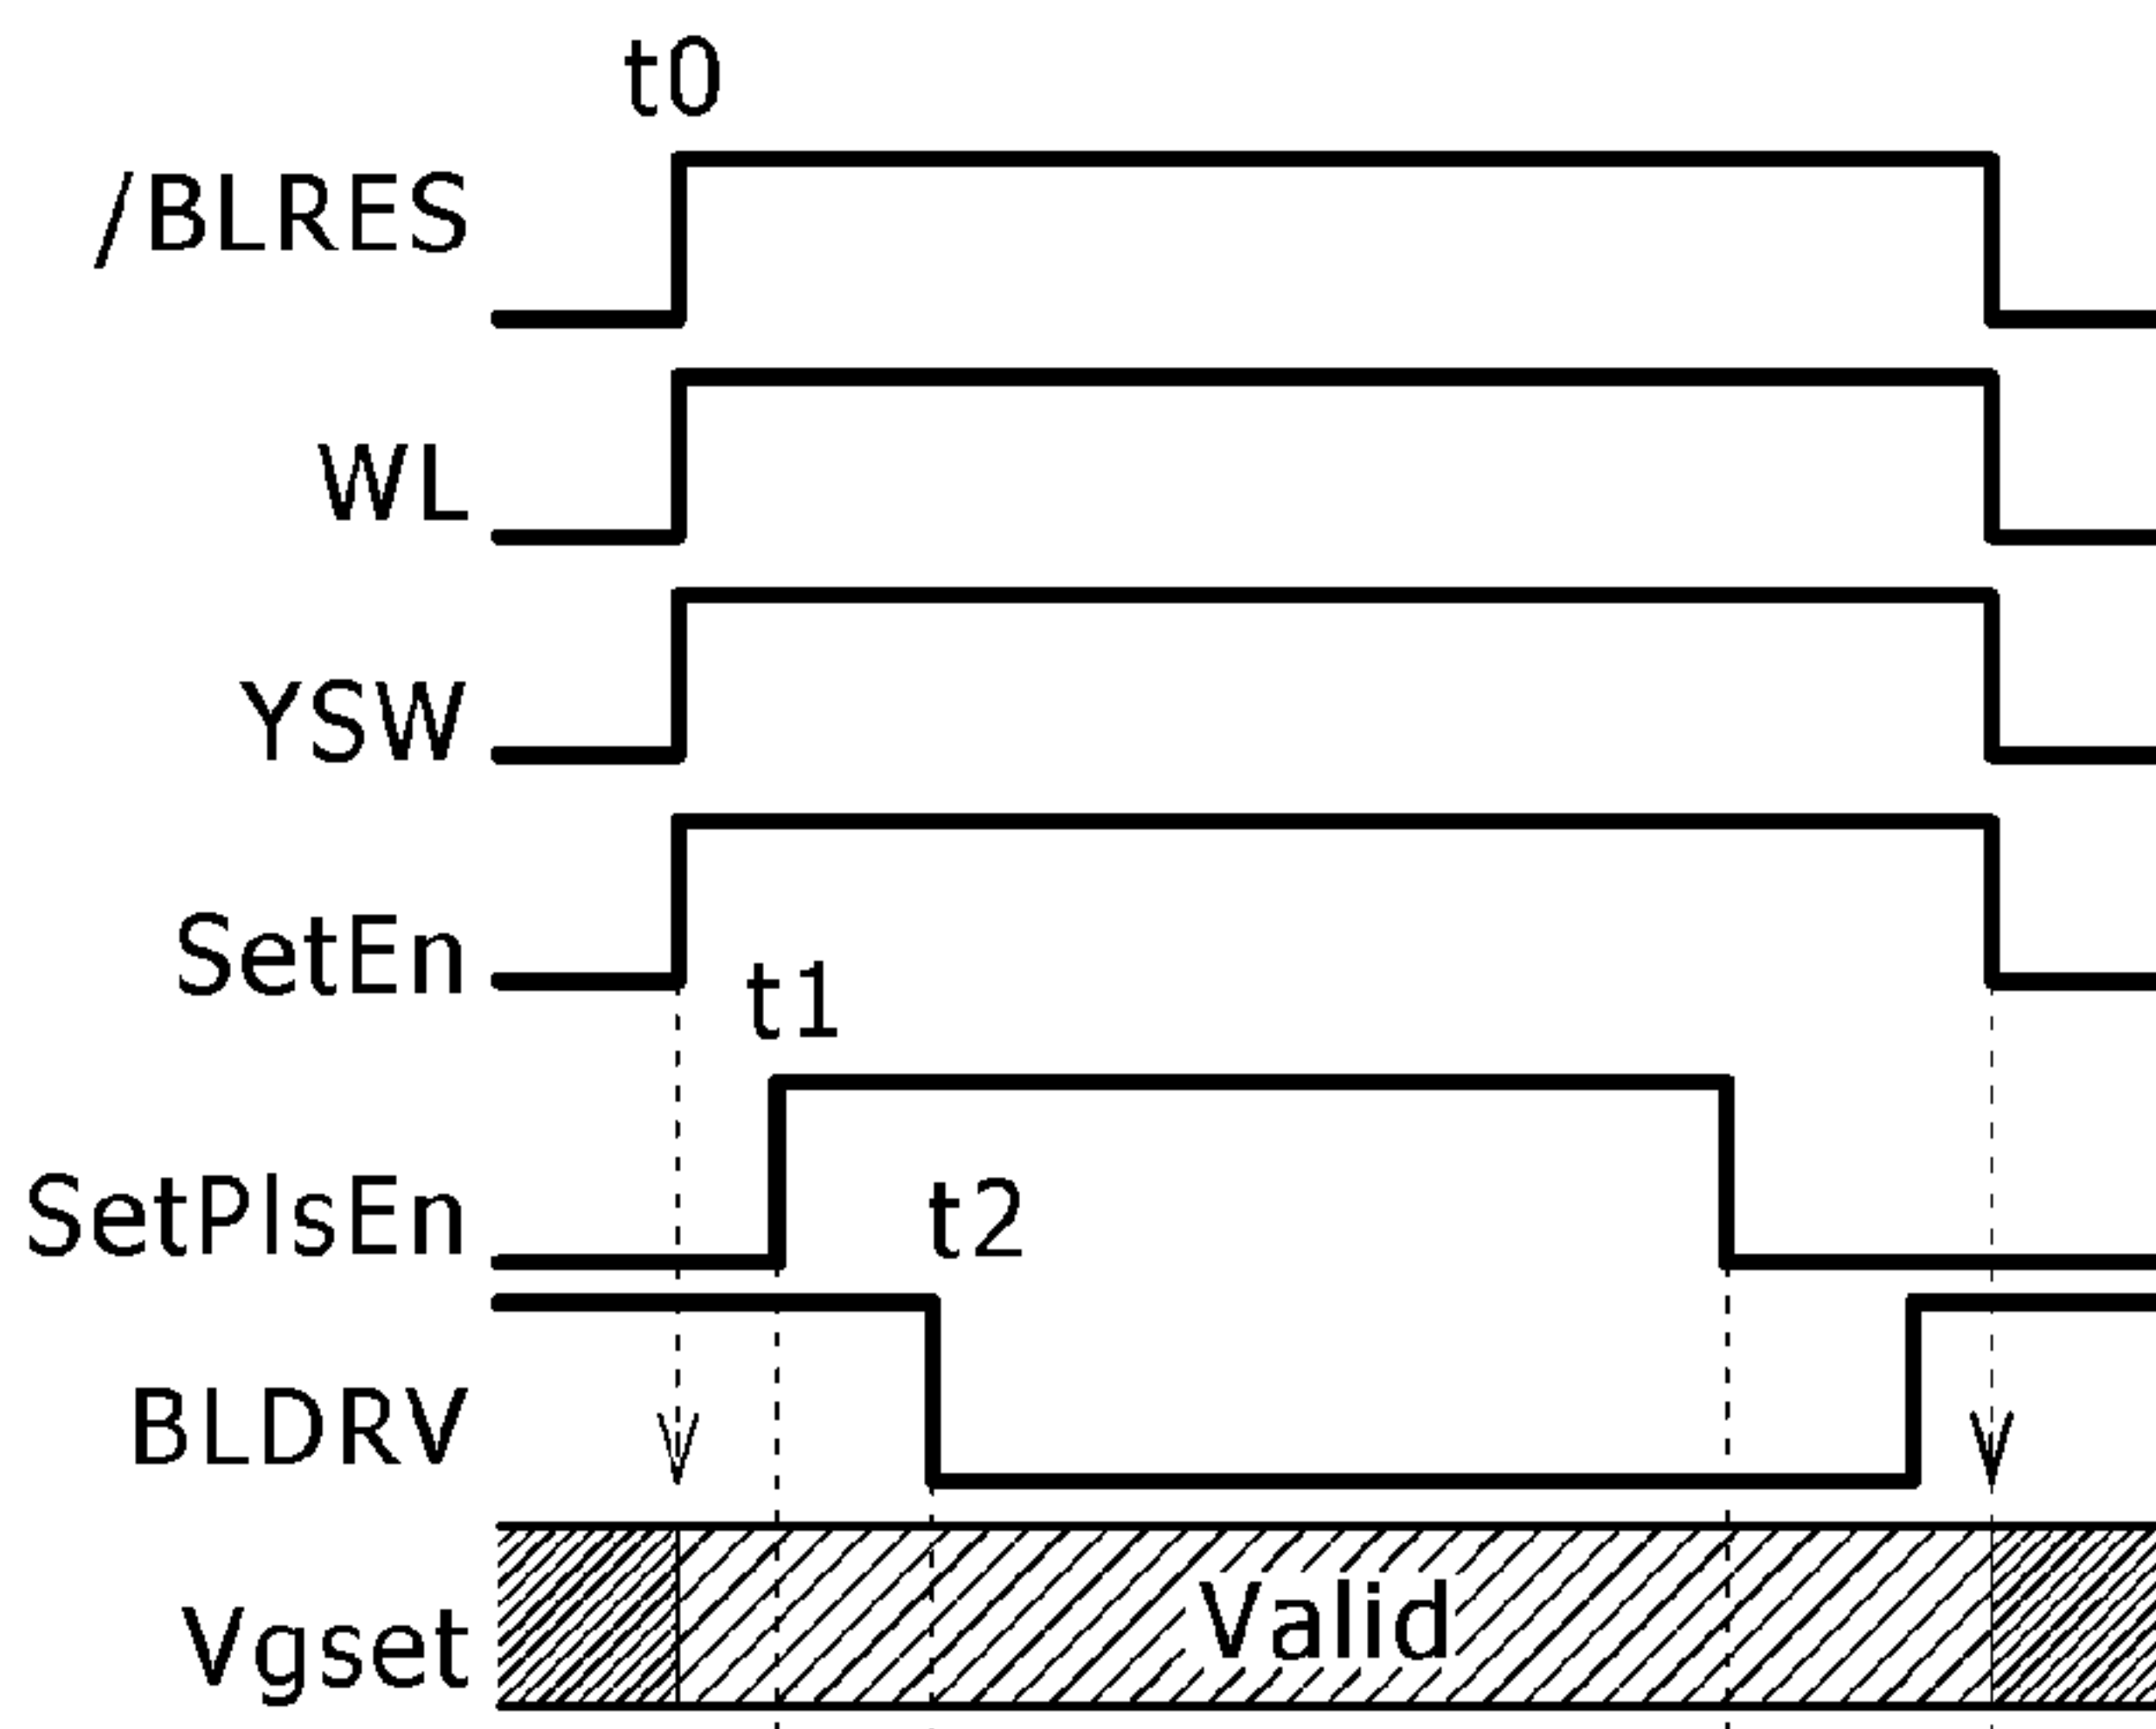 t0
/BLRES
WL
YSW
SetEn
t1
SetPlsEn
t2
BLDRV
Vgset
Valid